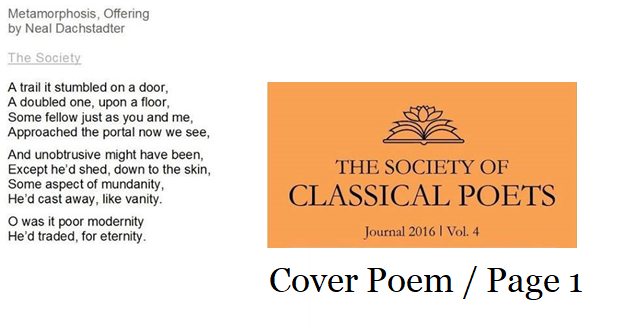 Metamorphosis, Offering
by Neal Dachstadter
The Society
A trail it stumbled on a door,
A doubled one, upon a floor,
Some fellow just as you and me,
Approached the portal now we see,
And unobtrusive might have been,
Except he'd shed, down to the skin,
Some aspect of mundanity,
He'd cast away, like vanity.
O was it poor modernity
He'd traded, for eternity.
THE SOCIETY OF
CLASSICAL POETS
Journal 2016 | Vol. 4
Cover Poem / Page 1